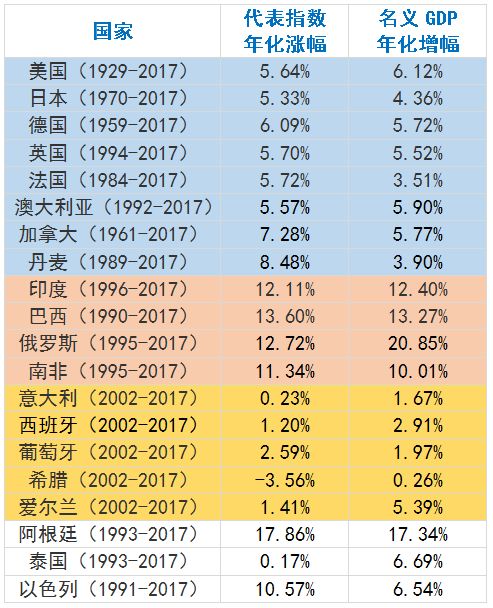 国家 代表指数年化涨幅 名义 GDP 年化增幅
美国（1929-2017） 5.64% 6.12%
日本（1970-2017） 5.33% 4.36%
德国（1959-2017） 6.09% 5.72%
英国（1994-2017） 5.70% 5.52%
法国（1984-2017） 5.72% 3.51%
澳大利亚（1992-2017） 5.57% 5.90%
加拿大（1961-2017） 7.28% 5.77%
丹麦（1989-2017） 8.48% 3.90%
印度（1996-2017） 12.11% 12.40%
巴西（1990-2017） 13.60% 13.27%
俄罗斯（1995-2017） 12.72% 20.85%
南非（1995-2017） 11.34% 10.01%
意大利（2002-2017） 0.23% 1.67%
西班牙（2002-2017） 1.20% 2.91%
葡萄牙（2002-2017） 2.59% 1.97%
希腊（2002-2017） -3.56% 0.26%
爱尔兰（2002-2017） 1.41% 5.39%
阿根廷（1993-2017） 17.86% 17.34%
泰国（1993-2017） 0.17% 6.69%
以色列（1991-2017） 10.57% 6.54%